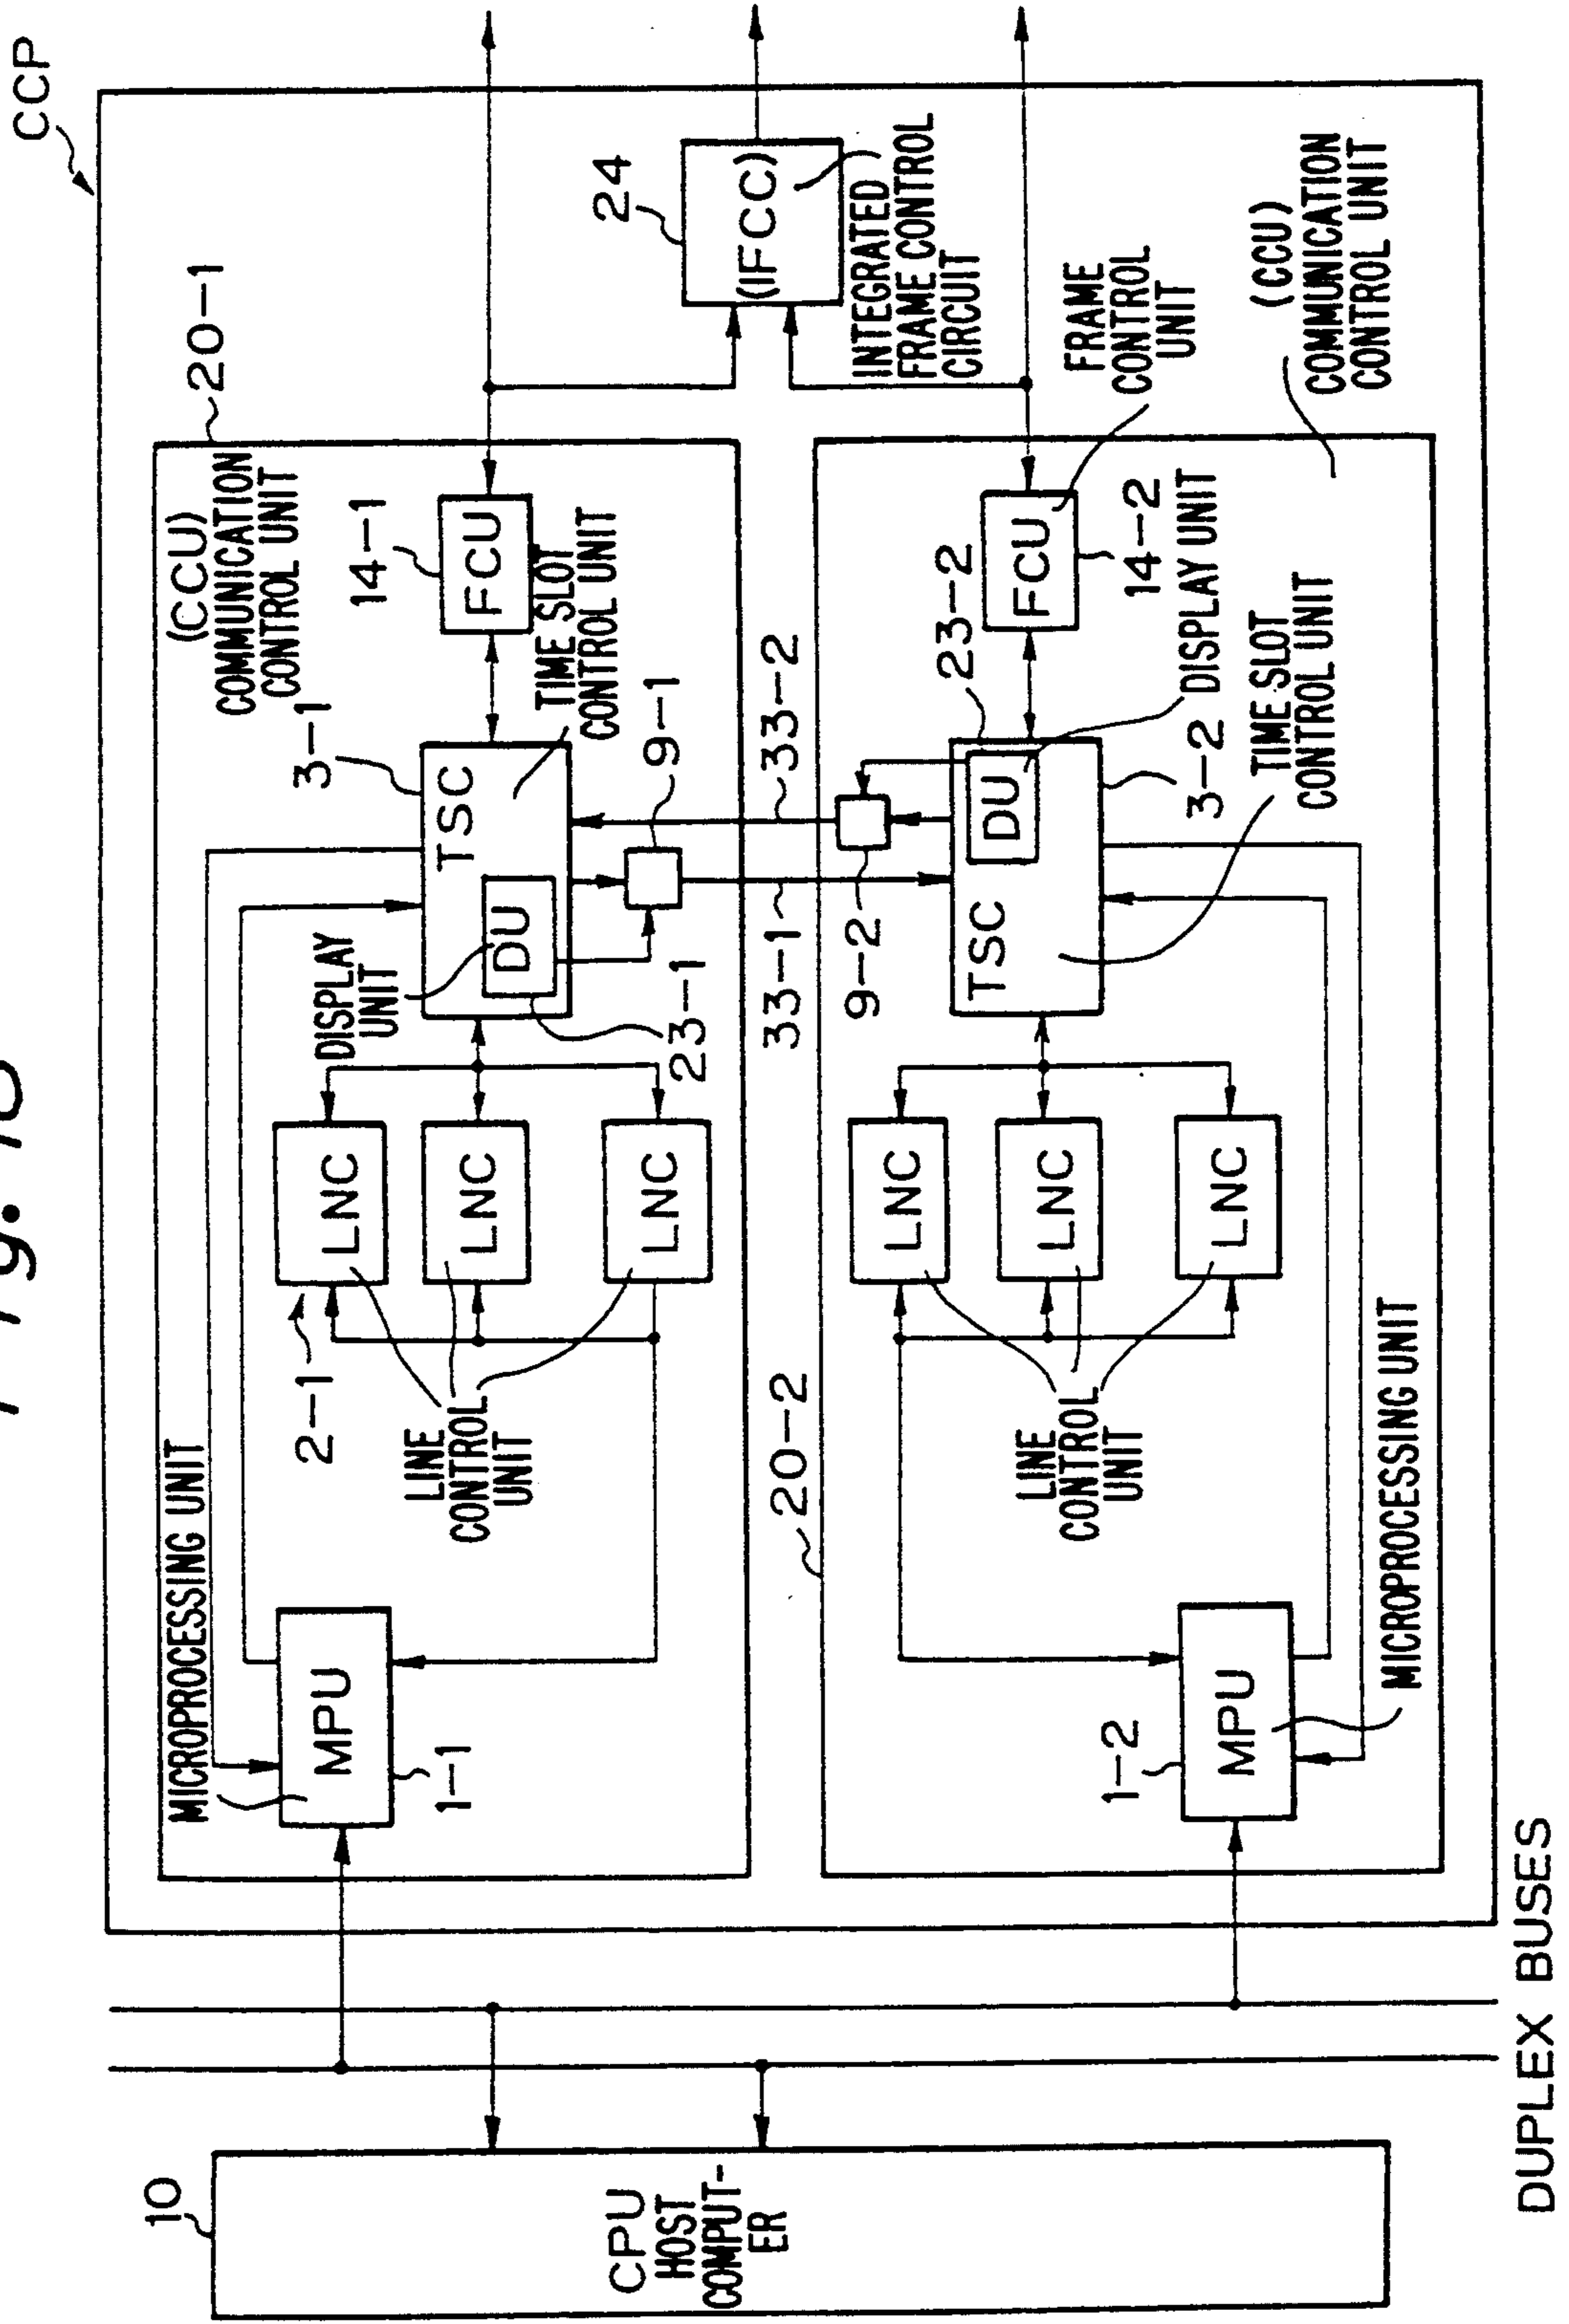 CCP
20-1
(CCU)
COMMUNICATION
CONTROL UNIT
MICROPROCESSING UNIT
MPU
1-1
2-1
LNC
LNC
LNC
LINE
CONTROL
UNIT
DISPLAY
UNIT
3-1
TSC
DU
23-1
TIME SLOT
CONTROL UNIT
9-1
14-1
FCU
24
(IFCC)
INTEGRATED
FRAME CONTROL
CIRCUIT
33-1
33-2
20-2
(CCU)
COMMUNICATION
CONTROL UNIT
9-2
23-2
TSC
DU
DISPLAY UNIT
3-2
TIME SLOT
CONTROL UNIT
FCU
14-2
FRAME
CONTROL
UNIT
LNC
LNC
LNC
LINE
CONTROL
UNIT
1-2
MPU
MICROPROCESSING UNIT
10
CPU
HOST
COMPUT-
ER
DUPLEX BUSES